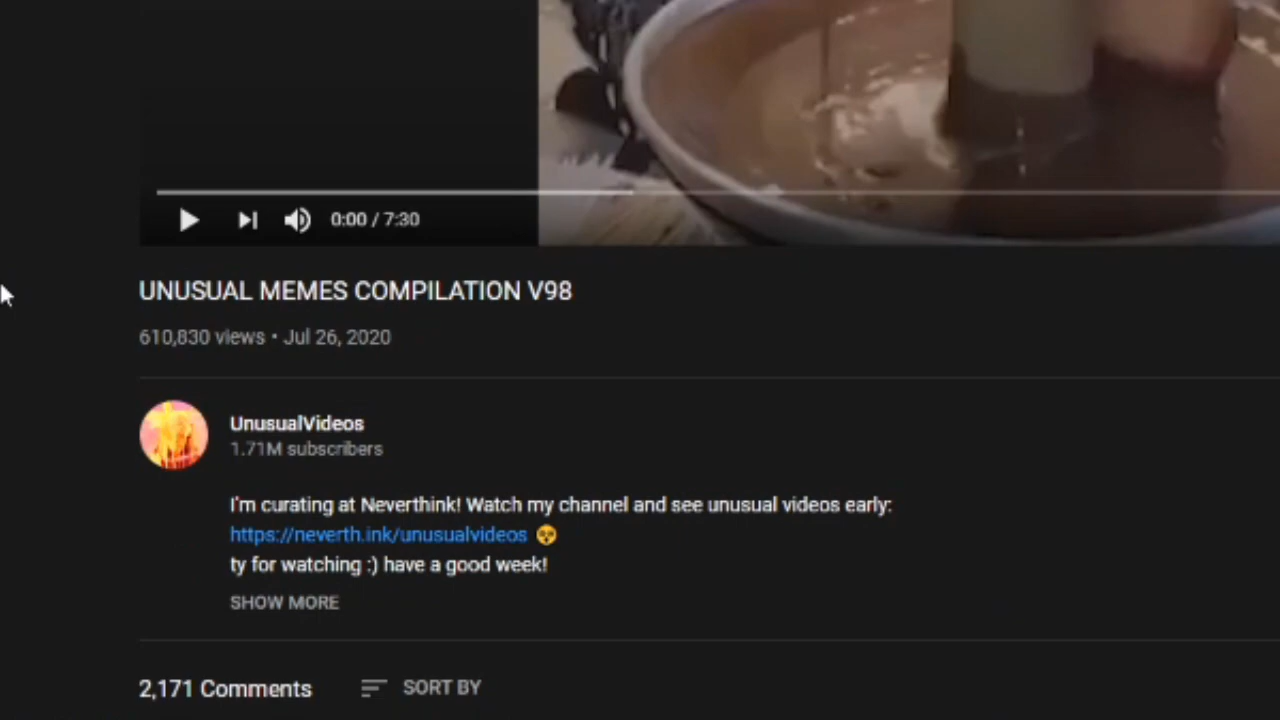 0:00 / 7:30
UNUSUAL MEMES COMPILATION V98
610,830 views • Jul 26, 2020
UnusualVideos
1.71M subscribers
I'm curating at Neverthink! Watch my channel and see unusual videos early:
https://neverth.ink/unusualvideos 😲
ty for watching :) have a good week!
SHOW MORE
2,171 Comments SORT BY